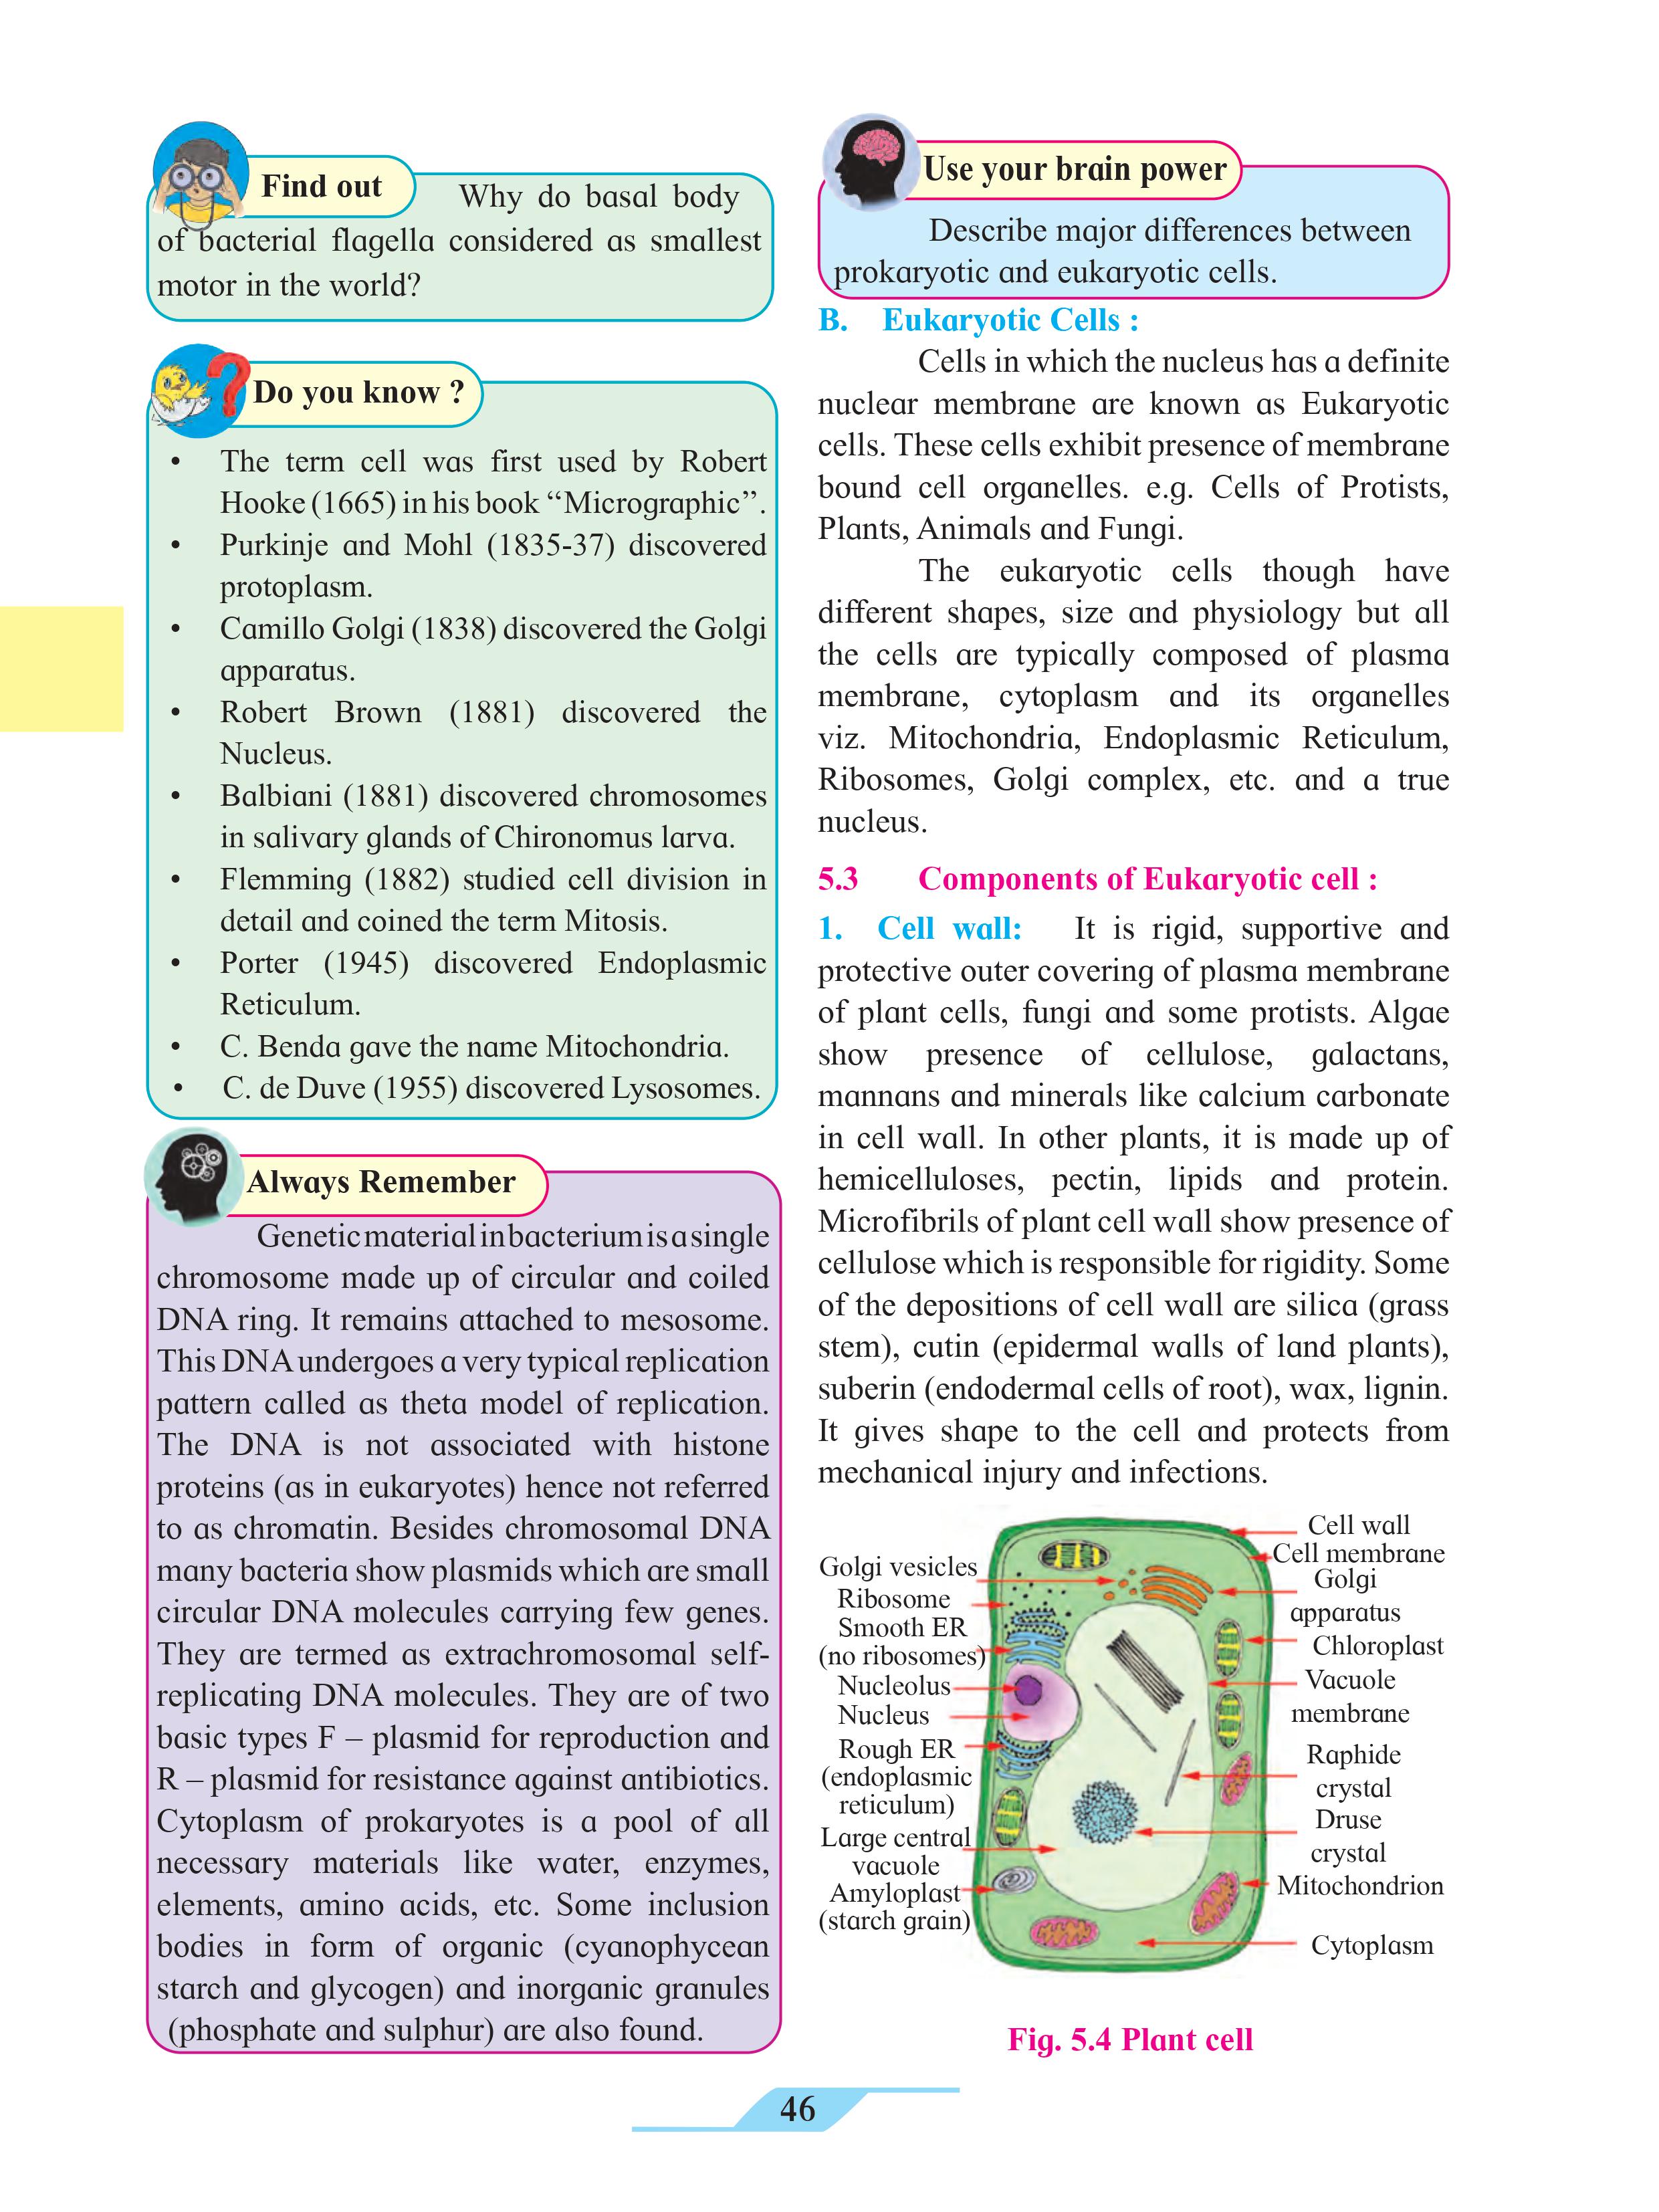 Find out
Why do basal body
of bacterial flagella considered as smallest
motor in the world?
Do you know ?
• The term cell was first used by Robert
Hooke (1665) in his book “Micrographic”.
• Purkinje and Mohl (1835-37) discovered
protoplasm.
• Camillo Golgi (1838) discovered the Golgi
apparatus.
• Robert Brown (1881) discovered the
Nucleus.
• Balbiani (1881) discovered chromosomes
in salivary glands of Chironomus larva.
• Flemming (1882) studied cell division in
detail and coined the term Mitosis.
• Porter (1945) discovered Endoplasmic
Reticulum.
• C. Benda gave the name Mitochondria.
• C. de Duve (1955) discovered Lysosomes.
Always Remember
Genetic material in bacterium is a single
chromosome made up of circular and coiled
DNA ring. It remains attached to mesosome.
This DNA undergoes a very typical replication
pattern called as theta model of replication.
The DNA is not associated with histone
proteins (as in eukaryotes) hence not referred
to as chromatin. Besides chromosomal DNA
many bacteria show plasmids which are small
circular DNA molecules carrying few genes.
They are termed as extrachromosomal self-
replicating DNA molecules. They are of two
basic types F – plasmid for reproduction and
R – plasmid for resistance against antibiotics.
Cytoplasm of prokaryotes is a pool of all
necessary materials like water, enzymes,
elements, amino acids, etc. Some inclusion
bodies in form of organic (cyanophycean
starch and glycogen) and inorganic granules
(phosphate and sulphur) are also found.
Use your brain power
Describe major differences between
prokaryotic and eukaryotic cells.
B. Eukaryotic Cells :
Cells in which the nucleus has a definite
nuclear membrane are known as Eukaryotic
cells. These cells exhibit presence of membrane
bound cell organelles. e.g. Cells of Protists,
Plants, Animals and Fungi.
The eukaryotic cells though have
different shapes, size and physiology but all
the cells are typically composed of plasma
membrane, cytoplasm and its organelles
viz. Mitochondria, Endoplasmic Reticulum,
Ribosomes, Golgi complex, etc. and a true
nucleus.
5.3 Components of Eukaryotic cell :
1. Cell wall: It is rigid, supportive and
protective outer covering of plasma membrane
of plant cells, fungi and some protists. Algae
show presence of cellulose, galactans,
mannans and minerals like calcium carbonate
in cell wall. In other plants, it is made up of
hemicelluloses, pectin, lipids and protein.
Microfibrils of plant cell wall show presence of
cellulose which is responsible for rigidity. Some
of the depositions of cell wall are silica (grass
stem), cutin (epidermal walls of land plants),
suberin (endodermal cells of root), wax, lignin.
It gives shape to the cell and protects from
mechanical injury and infections.
Golgi vesicles
Ribosome
Smooth ER
(no ribosomes)
Nucleolus
Nucleus
Rough ER
(endoplasmic
reticulum)
Large central
vacuole
Amyloplast
(starch grain)
Cell wall
Cell membrane
Golgi
apparatus
Chloroplast
Vacuole
membrane
Raphide
crystal
Druse
crystal
Mitochondrion
Cytoplasm
Fig. 5.4 Plant cell
46